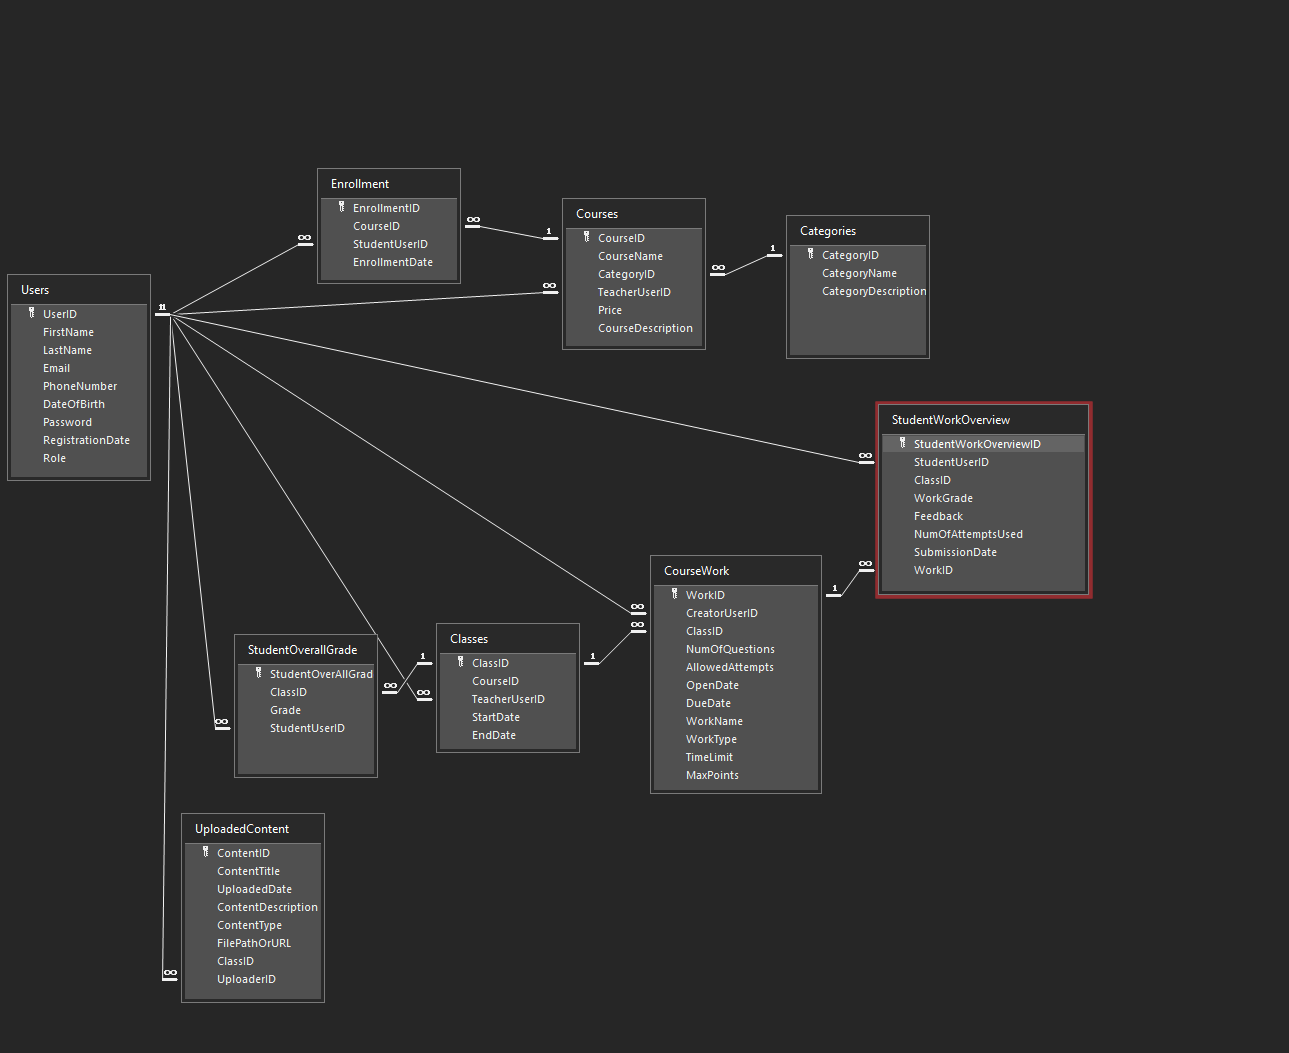 Enrollment
EnrollmentID
CourseID
StudentUserID
EnrollmentDate
Courses
CourseID
CourseName
CategoryID
TeacherUserID
Price
CourseDescription
Categories
CategoryID
CategoryName
CategoryDescription
Users
UserID
FirstName
LastName
Email
PhoneNumber
DateOfBirth
Password
RegistrationDate
Role
StudentWorkOverview
StudentWorkOverviewID
StudentUserID
ClassID
WorkGrade
Feedback
NumOfAttemptsUsed
SubmissionDate
WorkID
CourseWork
WorkID
CreatorUserID
ClassID
NumOfQuestions
AllowedAttempts
OpenDate
DueDate
WorkName
WorkType
TimeLimit
MaxPoints
StudentOverallGrade
StudentOverAllGrad
ClassID
Grade
StudentUserID
Classes
ClassID
CourseID
TeacherUserID
StartDate
EndDate
UploadedContent
ContentID
ContentTitle
UploadedDate
ContentDescription
ContentType
FilePathOrURL
ClassID
UploaderID
∞
∞
1
∞
∞
1
11
∞
∞
1
∞
∞
1
1
∞
∞
∞
∞